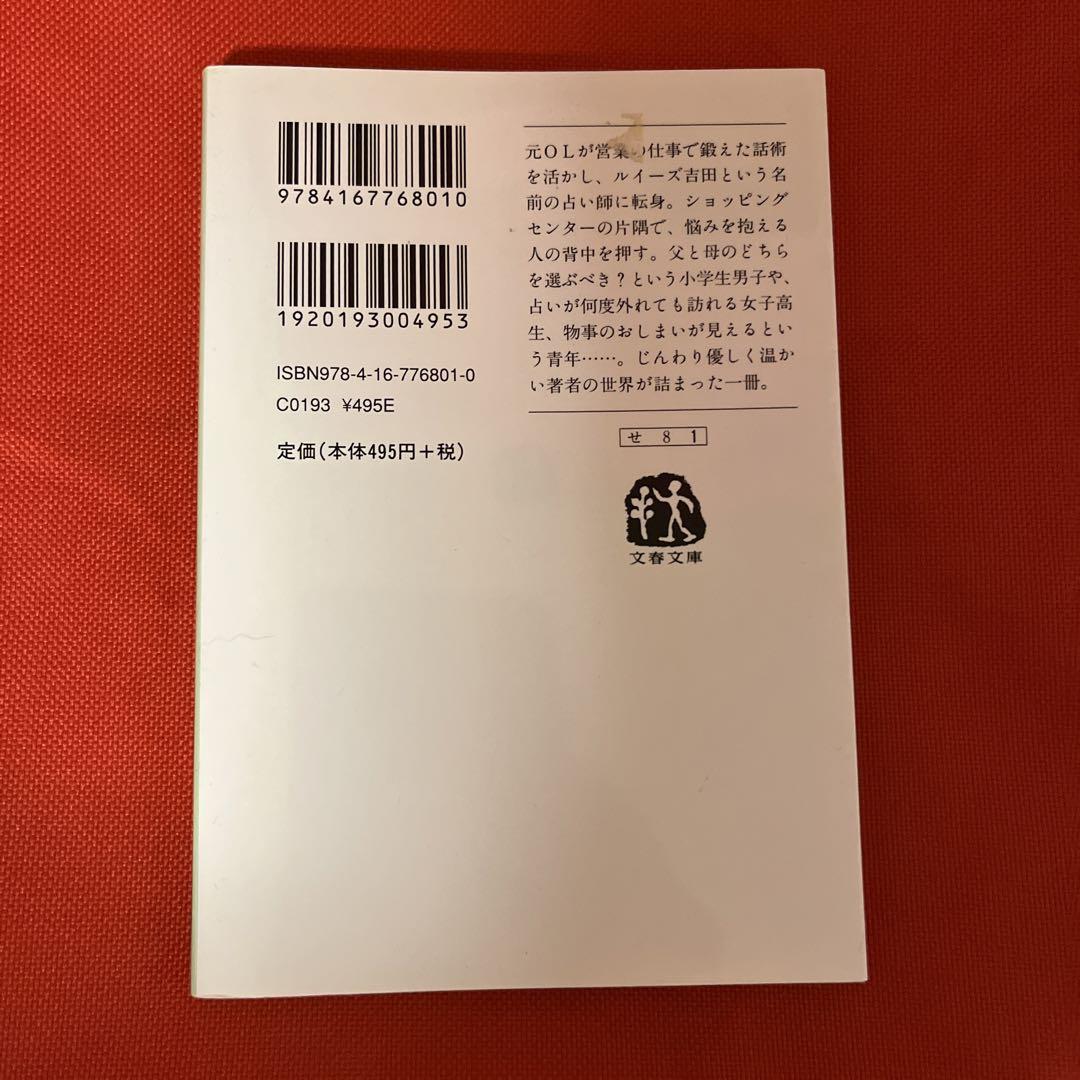 9784167768010
1920193004953
ISBN978-4-16-776801-0
C0193 ¥495E
定価(本体495円+税)
元OLが営業の仕事で鍛えた話術
を活かし、ルイーズ吉田という名
前の占い師に転身。ショッピング
センターの片隅で、悩みを抱える
人の背中を押す。父と母のどちら
を選ぶべき?という小学生男子や、
占いが何度外れても訪れる女子高
生、物事のおしまいが見えるとい
う青年……。じんわり優しく温か
い著者の世界が詰まった一冊。
せ 8 1
文春文庫